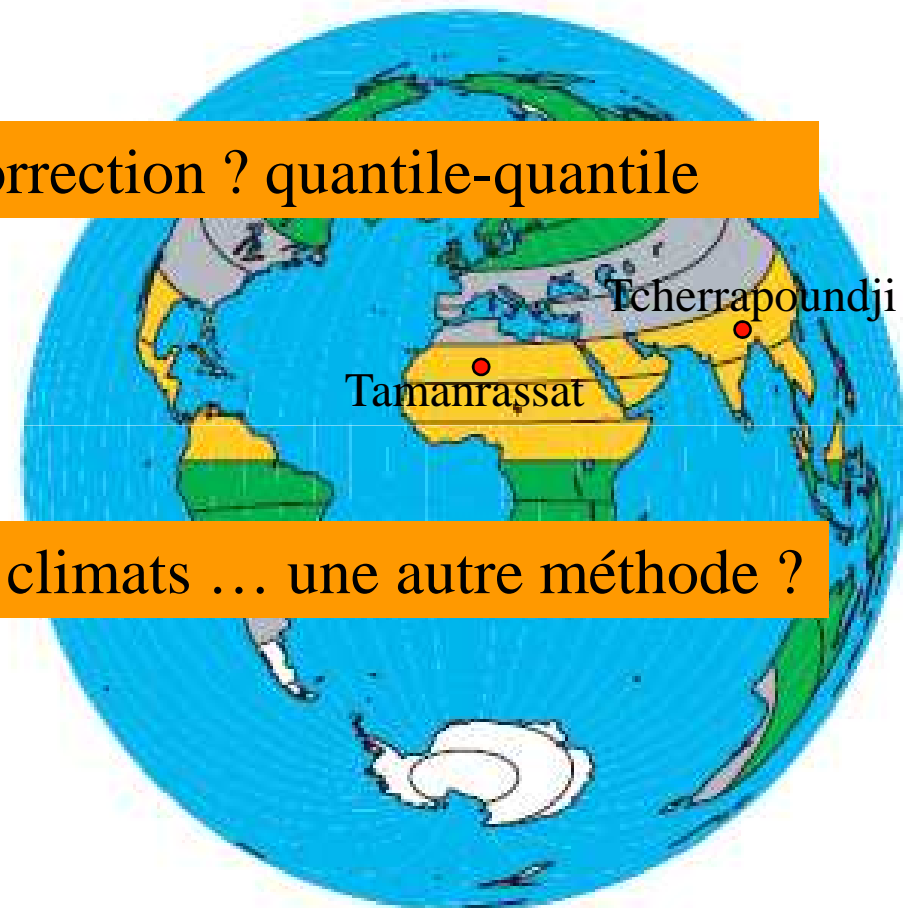 orrection ? quantile-quantile
Tcherrapoundji
Tamanrassat
climats … une autre méthode ?